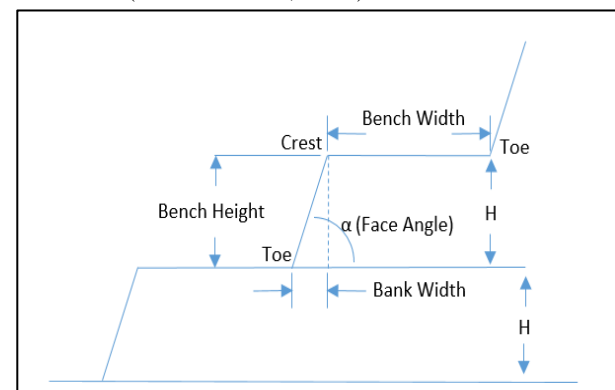 Bench Width
Crest
Toe
Bench Height
H
α (Face Angle)
Toe
Bank Width
H